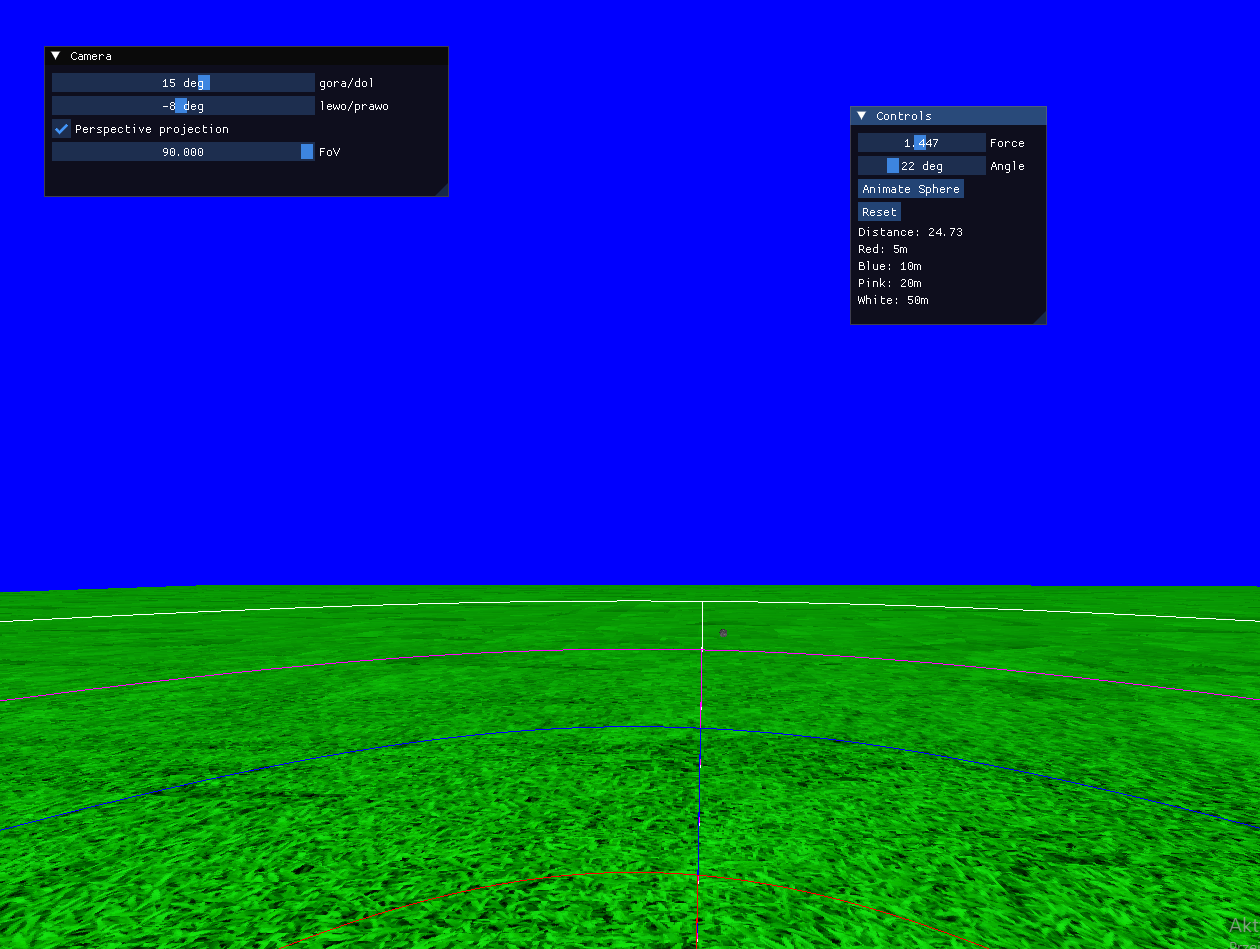 Camera
15 deg gora/dol
-8 deg lewo/prawo
Perspective projection
90.000 FoV
Controls
1.447 Force
22 deg Angle
Animate Sphere
Reset
Distance: 24.73
Red: 5m
Blue: 10m
Pink: 20m
White: 50m